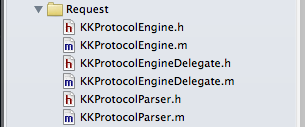 Request
h KKProtocolEngine.h
m KKProtocolEngine.m
h KKProtocolEngineDelegate.h
m KKProtocolEngineDelegate.m
h KKProtocolParser.h
m KKProtocolParser.m